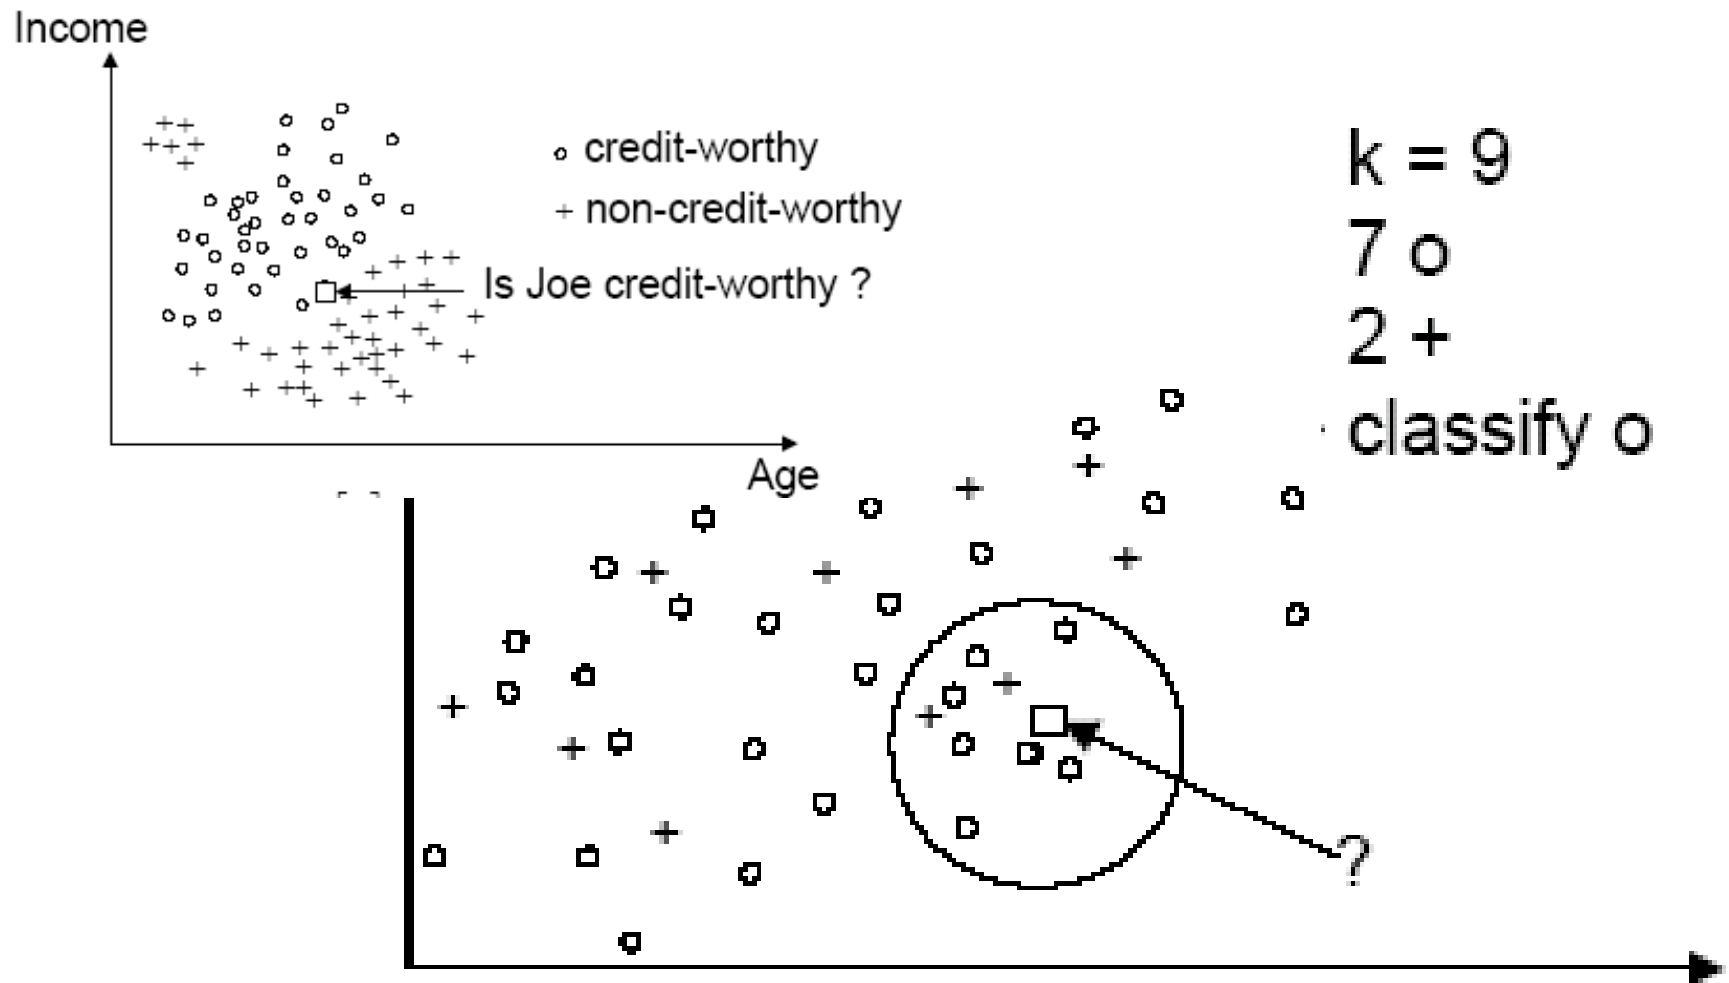 Income
o credit-worthy
+ non-credit-worthy
Is Joe credit-worthy ?
Age
k = 9
7 o
2 +
classify o
?